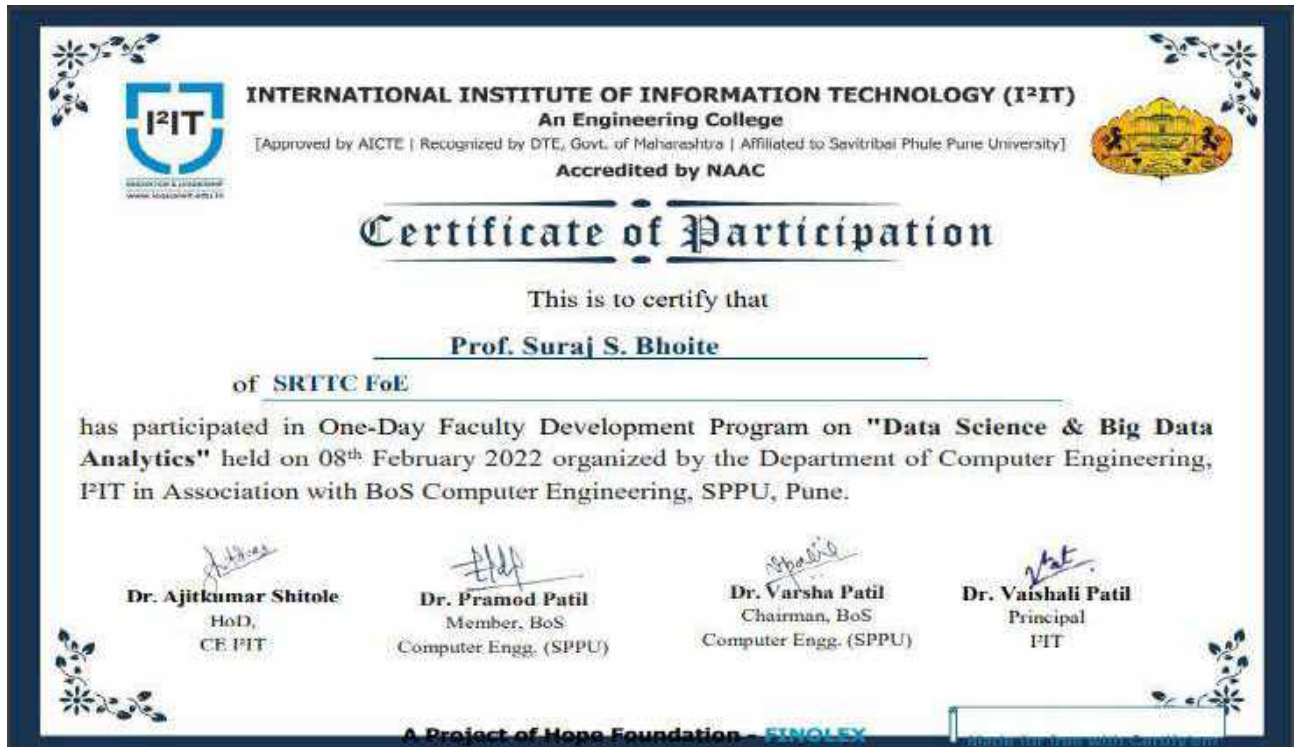 I²IT
INTERNATIONAL INSTITUTE OF INFORMATION TECHNOLOGY (I²IT)
An Engineering College
[Approved by AICTE | Recognized by DTE, Govt. of Maharashtra | Affiliated to Savitribai Phule Pune University]
Accredited by NAAC
INNOVATION & LEADERSHIP
Certificate of Participation
This is to certify that
Prof. Suraj S. Bhoite
of SRTTC FoE
has participated in One-Day Faculty Development Program on "Data Science & Big Data
Analytics" held on 08th February 2022 organized by the Department of Computer Engineering,
I²IT in Association with BoS Computer Engineering, SPPU, Pune.
Dr. Ajitkumar Shitole
HoD,
CE I²IT
Dr. Pramod Patil
Member, BoS
Computer Engg. (SPPU)
Dr. Varsha Patil
Chairman, BoS
Computer Engg. (SPPU)
Dr. Vaishali Patil
Principal
I²IT
A Project of Hope Foundation - FINOLEX